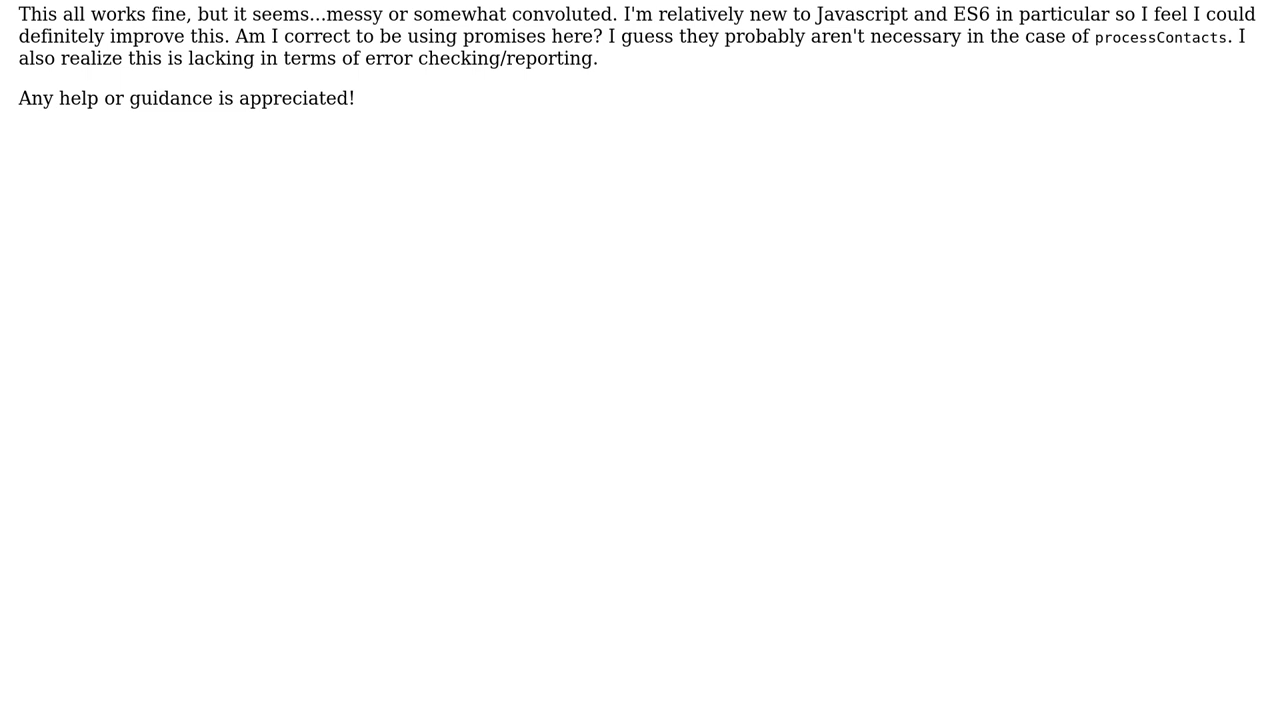 This all works fine, but it seems...messy or somewhat convoluted. I'm relatively new to Javascript and ES6 in particular so I feel I could
definitely improve this. Am I correct to be using promises here? I guess they probably aren't necessary in the case of processContacts. I
also realize this is lacking in terms of error checking/reporting.
Any help or guidance is appreciated!